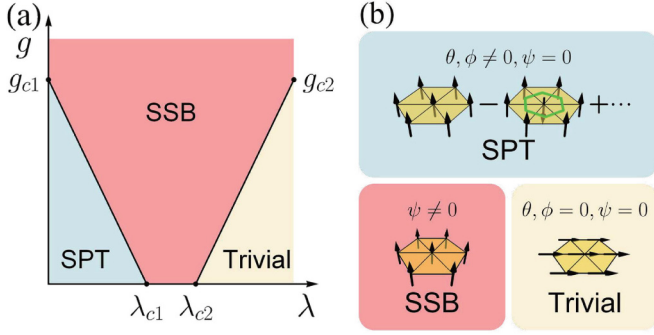 (a)
g
g_{c1}
g_{c2}
SSB
SPT
Trivial
λ_{c1}
λ_{c2}
λ
(b)
θ, ϕ ≠ 0, ψ = 0
− + ···
SPT
ψ ≠ 0
SSB
θ, ϕ = 0, ψ = 0
Trivial